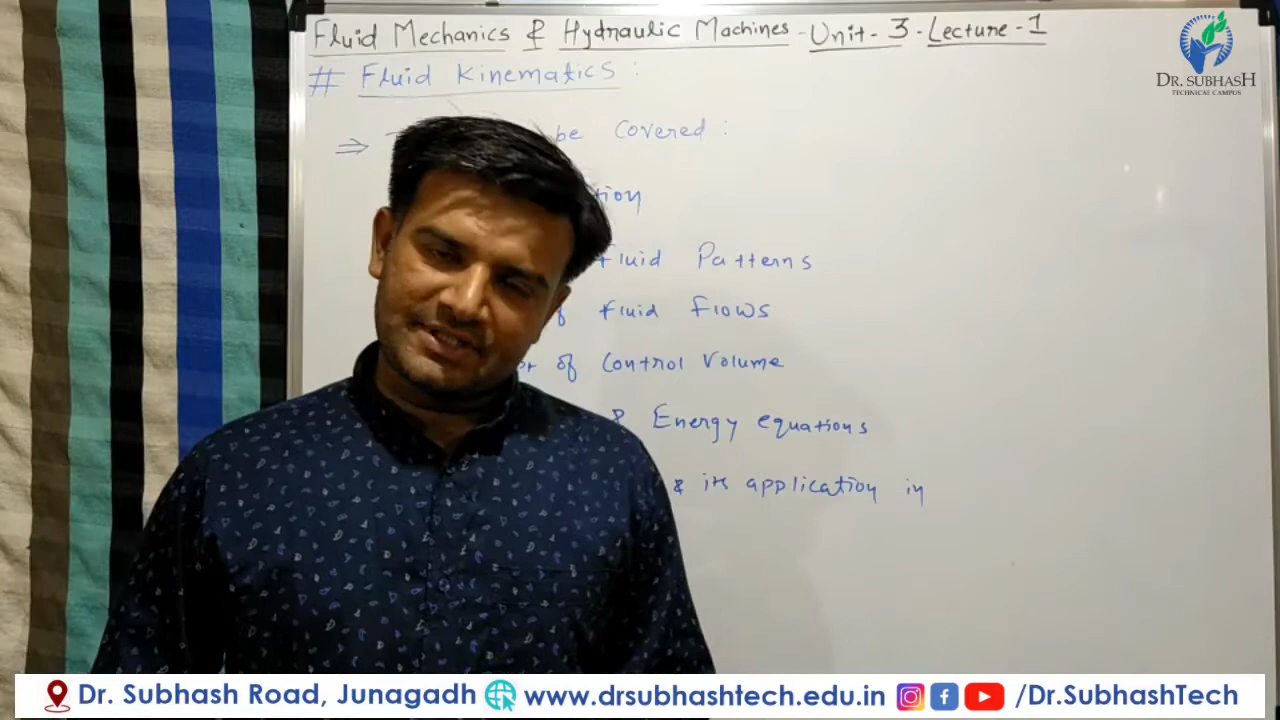 Fluid Mechanics & Hydraulic Machines - Unit - 3 - Lecture - 1
# Fluid Kinematics :
⇒ be Covered :
Fluid Patterns
Fluid Flows
of Control Volume
& Energy equations
& its application in
DR. SUBHASH
TECHNICAL CAMPUS
Dr. Subhash Road, Junagadh www.drsubhashtech.edu.in /Dr.SubhashTech